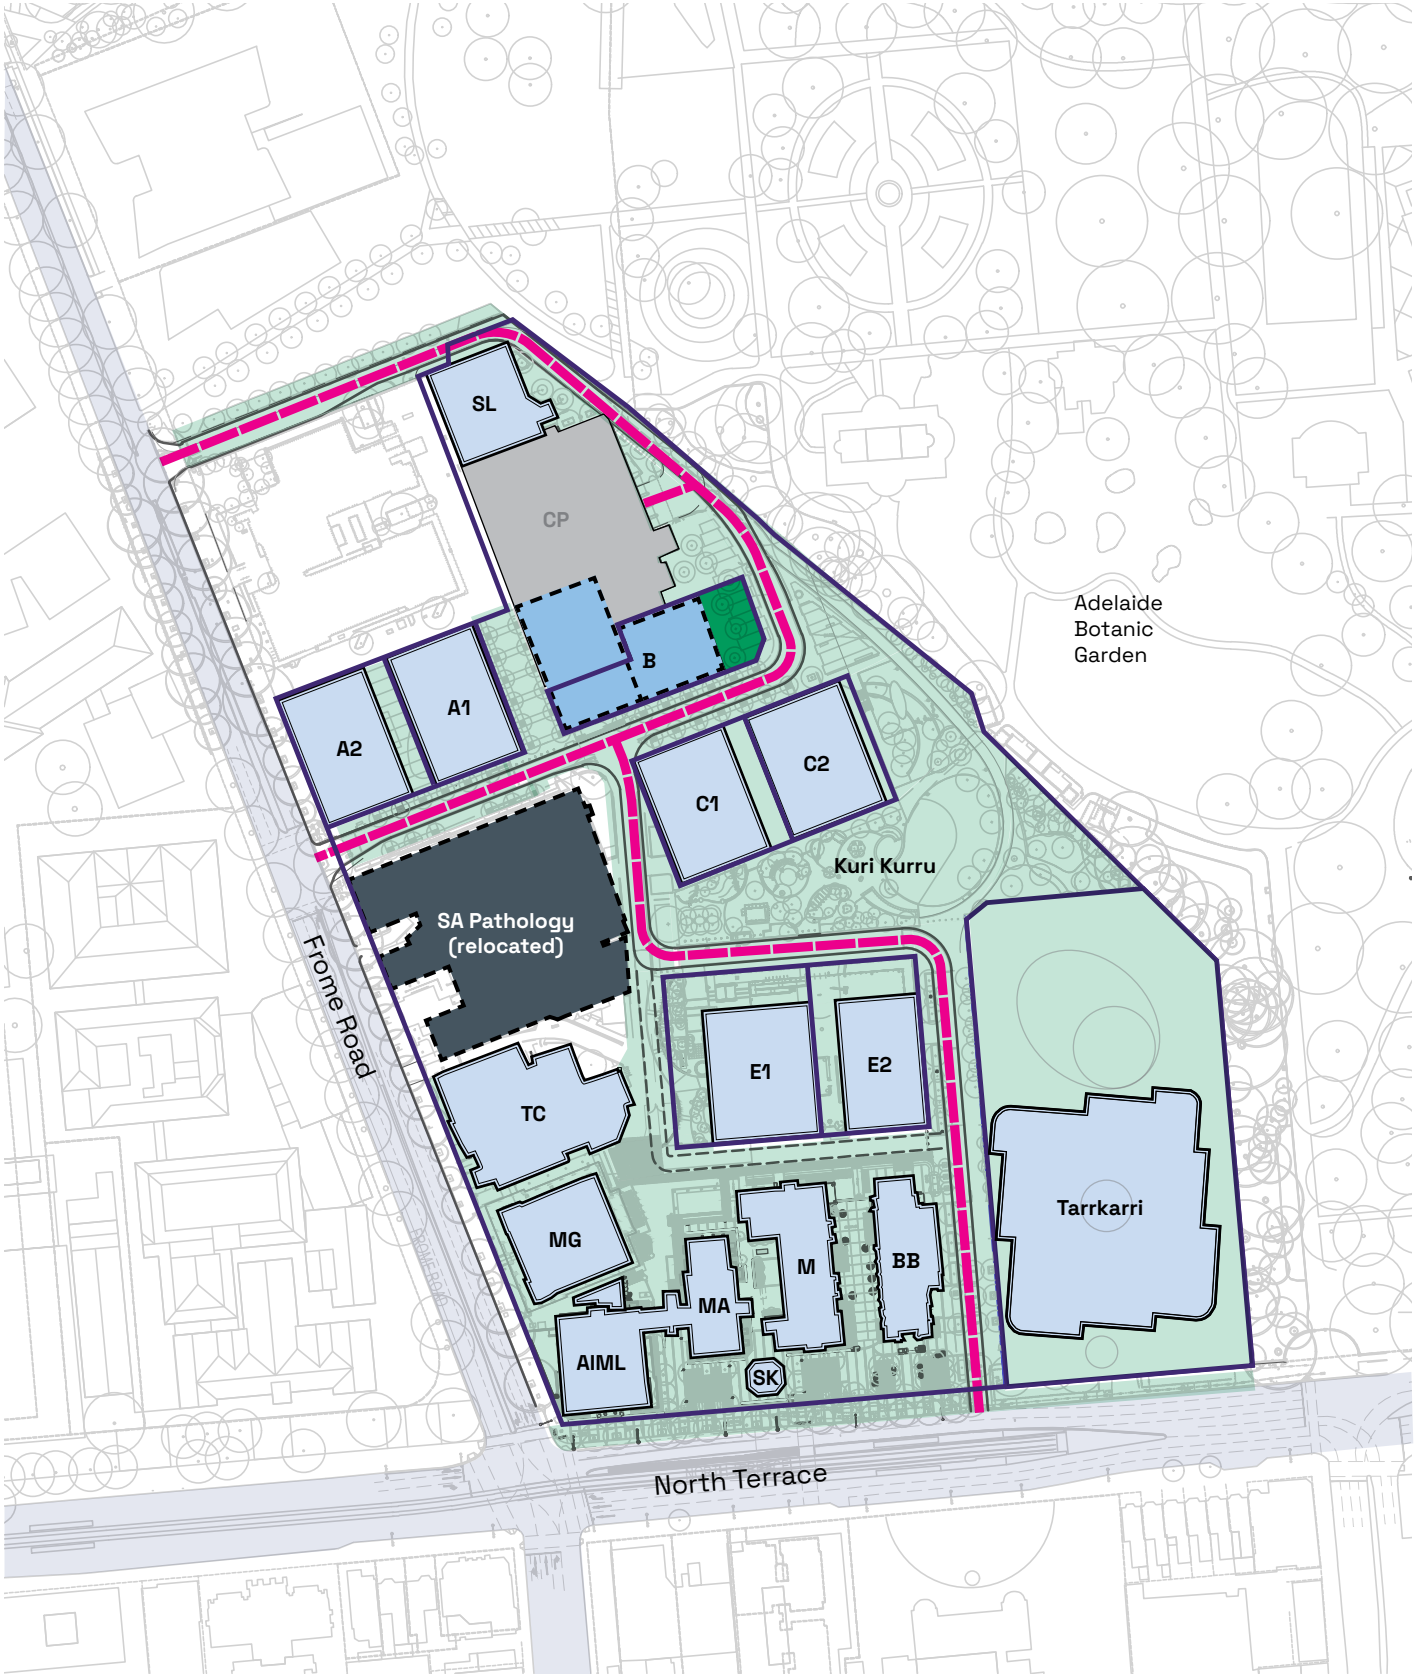 SL
CP
Adelaide
Botanic
Garden
B
A1
A2
C2
C1
Kuri Kurru
SA Pathology
(relocated)
Frome Road
E1
E2
TC
Tarrkarri
MG
M
BB
MA
AIML
SK
North Terrace